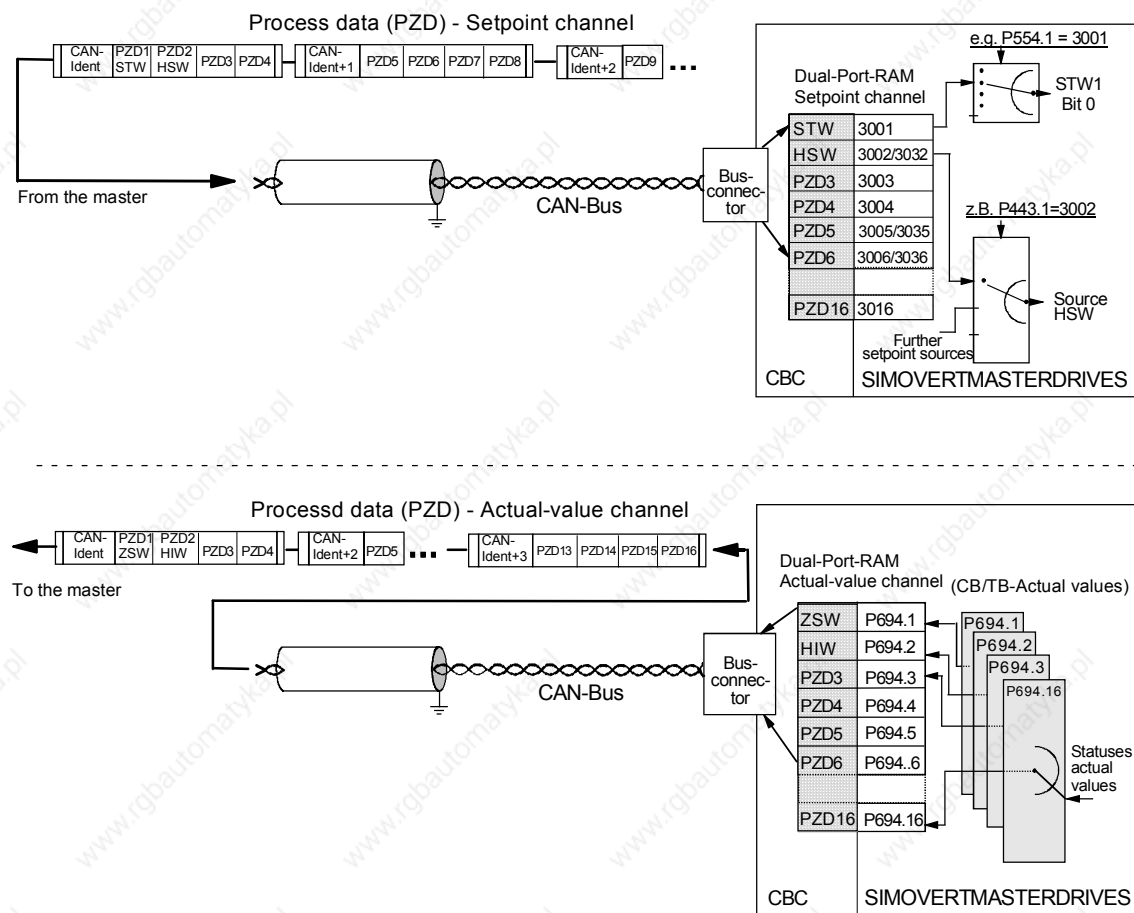 Process data (PZD) - Setpoint channel
CAN-
Ident
PZD1
STW
PZD2
HSW
PZD3
PZD4
CAN-
Ident+1
PZD5
PZD6
PZD7
PZD8
CAN-
Ident+2
PZD9
e.g. P554.1 = 3001
Dual-Port-RAM
Setpoint channel
STW1
Bit 0
STW 3001
HSW 3002/3032
PZD3 3003
PZD4 3004
PZD5 3005/3035
PZD6 3006/3036
PZD16 3016
From the master
CAN-Bus
Bus-
connec-
tor
z.B. P443.1=3002
Source
HSW
Further
setpoint sources
CBC
SIMOVERTMASTERDRIVES
Processd data (PZD) - Actual-value channel
CAN-
Ident
PZD1
ZSW
PZD2
HIW
PZD3
PZD4
CAN-
Ident+2
PZD5
CAN-
Ident+3
PZD13
PZD14
PZD15
PZD16
To the master
Dual-Port-RAM
Actual-value channel
(CB/TB-Actual values)
ZSW P694.1
HIW P694.2
PZD3 P694.3
PZD4 P694.4
PZD5 P694.5
PZD6 P694..6
PZD16 P694.16
P694.1
P694.2
P694.3
P694.16
Statuses
actual
values
CAN-Bus
Bus-
connec-
tor
CBC
SIMOVERTMASTERDRIVES
www.rgbautomatyka.pl